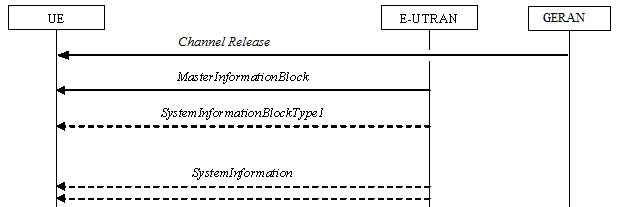 UE
E-UTRAN
GERAN
Channel Release
MasterInformationBlock
SystemInformationBlockType1
SystemInformation